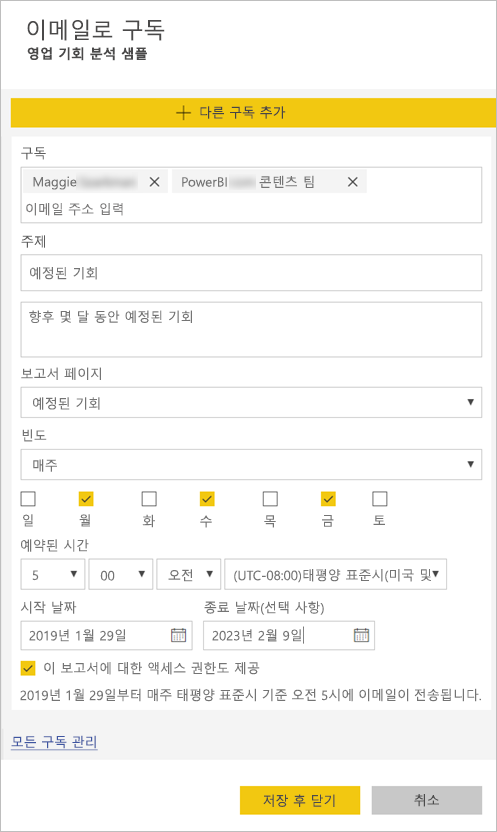 이메일로 구독
영업 기회 분석 샘플
다른 구독 추가
구독
Maggie
PowerBI 콘텐츠 팀
이메일 주소 입력
주제
예정된 기회
향후 몇 달 동안 예정된 기회
보고서 페이지
예정된 기회
빈도
매주
일 월 화 수 목 금 토
예약된 시간
5 00 오전 (UTC-08:00)태평양 표준시(미국 및
시작 날짜 종료 날짜(선택 사항)
2019년 1월 29일 2023년 2월 9일
이 보고서에 대한 액세스 권한도 제공
2019년 1월 29일부터 매주 태평양 표준시 기준 오전 5시에 이메일이 전송됩니다.
모든 구독 관리
저장 후 닫기 취소